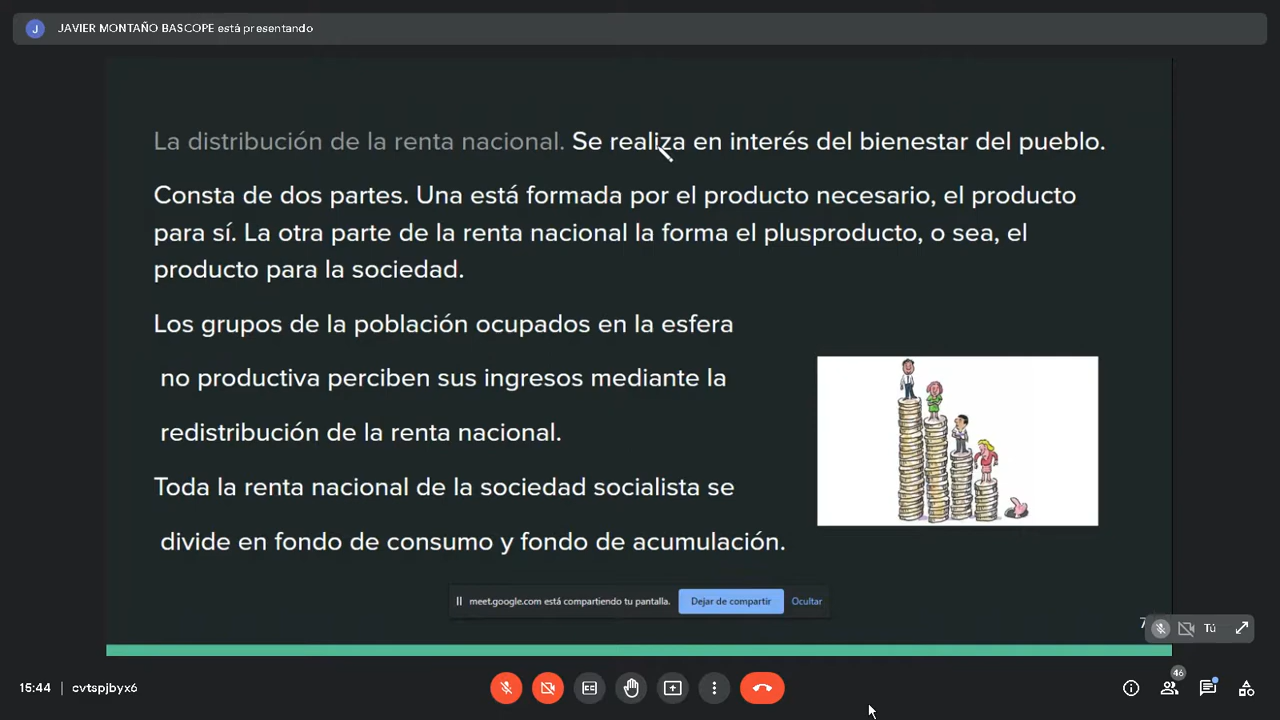 J JAVIER MONTAÑO BASCOPE está presentando
La distribución de la renta nacional. Se realiza en interés del bienestar del pueblo.
Consta de dos partes. Una está formada por el producto necesario, el producto
para sí. La otra parte de la renta nacional la forma el plusproducto, o sea, el
producto para la sociedad.
Los grupos de la población ocupados en la esfera
no productiva perciben sus ingresos mediante la
redistribución de la renta nacional.
Toda la renta nacional de la sociedad socialista se
divide en fondo de consumo y fondo de acumulación.
meet.google.com está compartiendo tu pantalla. Dejar de compartir Ocultar
7
Tú
15:44 | cvtspjbyx6
46